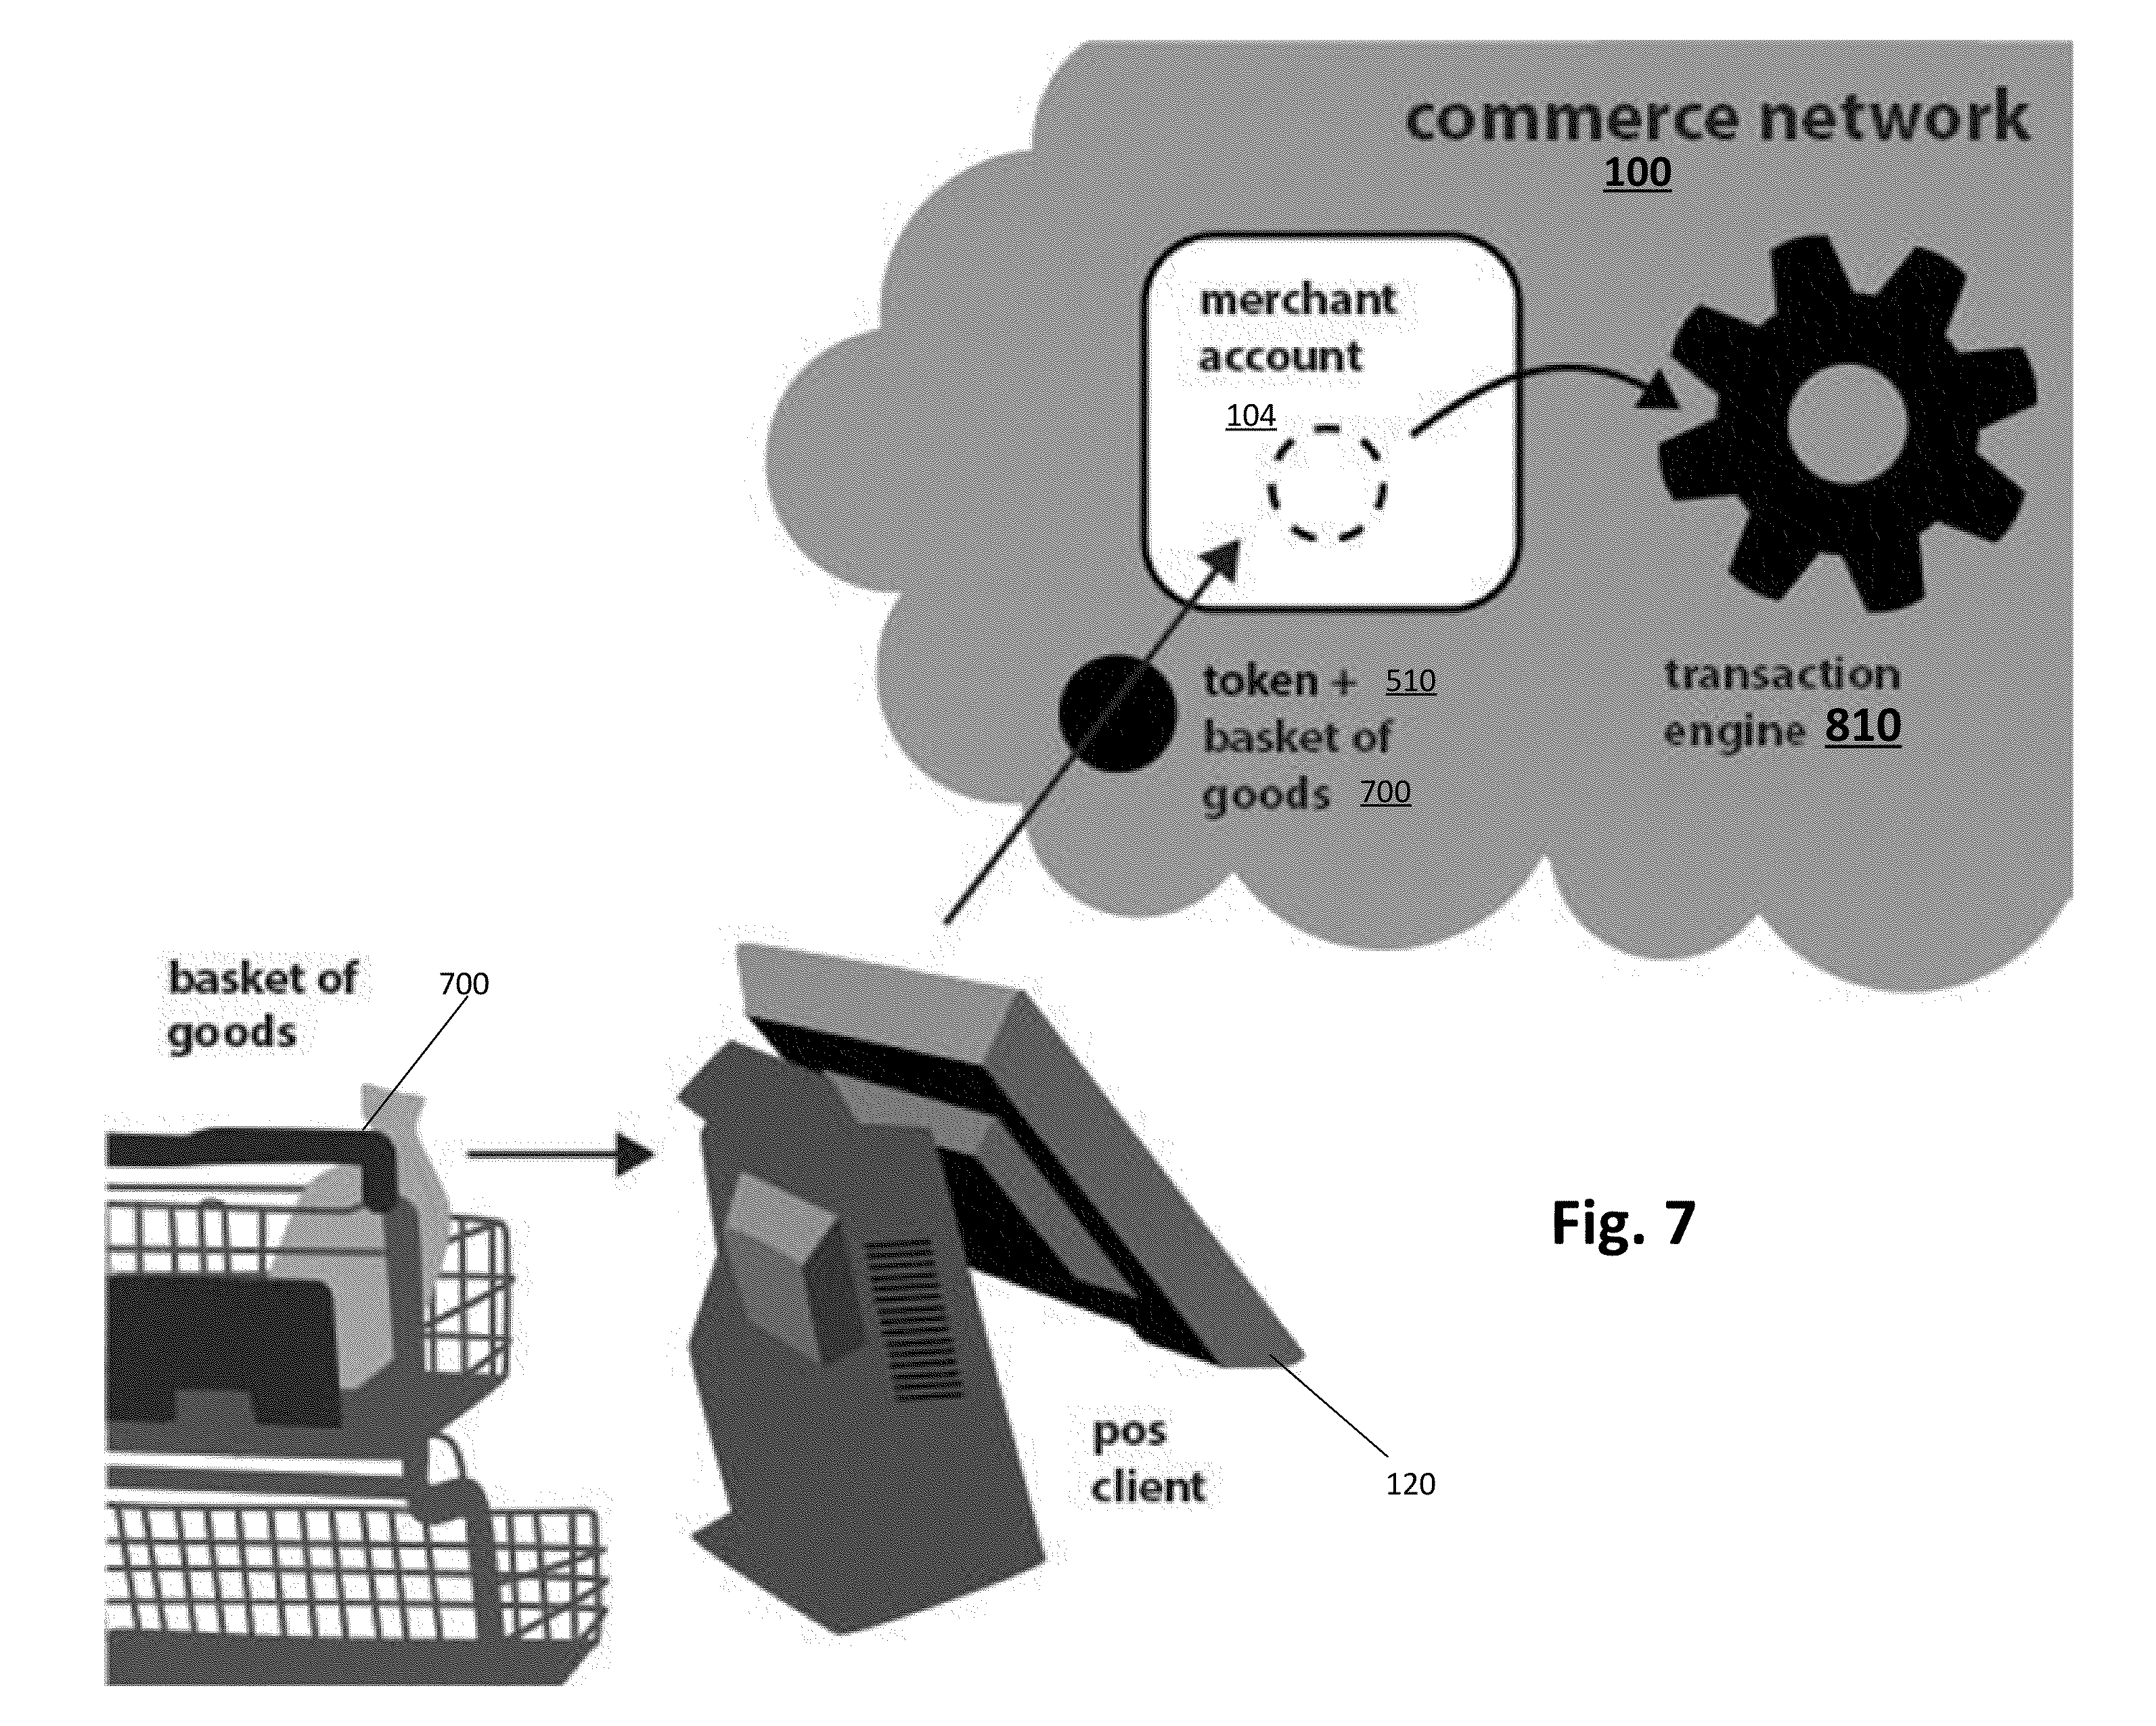 commerce network
100
merchant
account
104
token + 510
basket of
goods 700
transaction
engine 810
basket of 700
goods
Fig. 7
pos
client
120